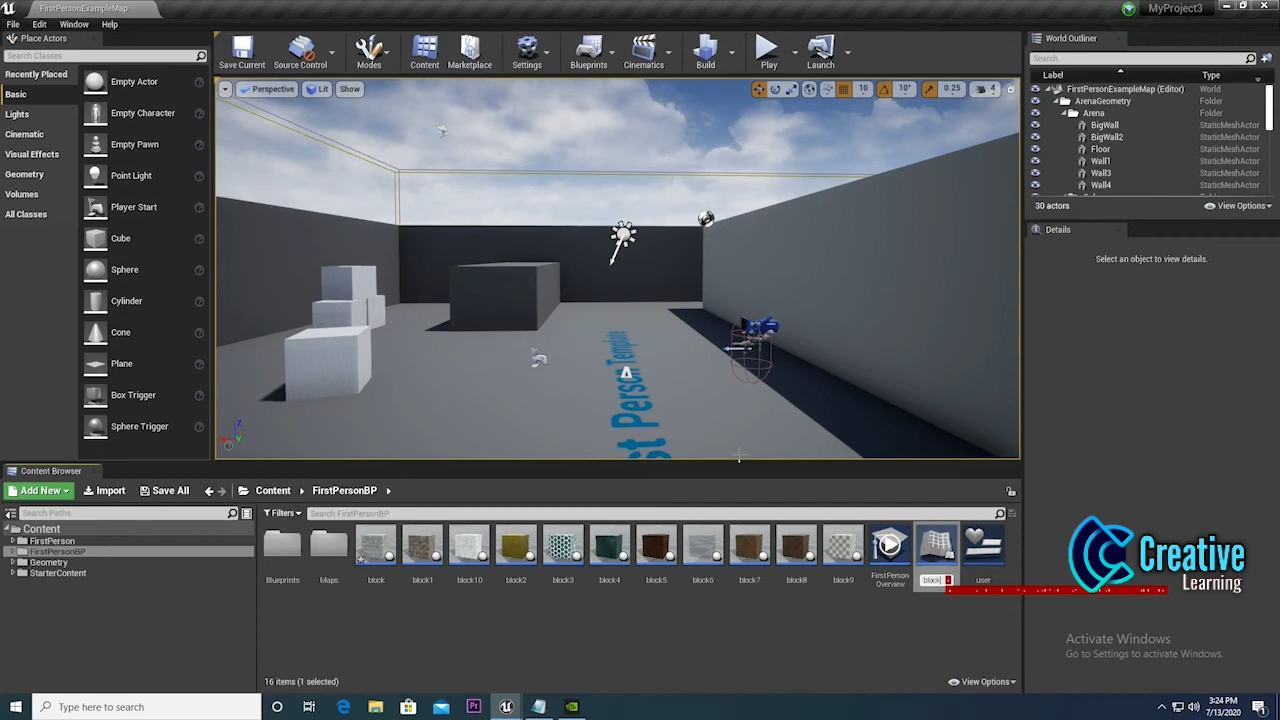 FirstPersonExampleMap
MyProject3
File Edit Window Help
Place Actors
Search Classes
Recently Placed
Basic
Lights
Cinematic
Visual Effects
Geometry
Volumes
All Classes
Empty Actor
Empty Character
Empty Pawn
Point Light
Player Start
Cube
Sphere
Cylinder
Cone
Plane
Box Trigger
Sphere Trigger
Save Current Source Control Modes Content Marketplace Settings Blueprints Cinematics Build Play Launch
Perspective Lit Show
10 10° 0.25 4
st PersonTemplate
World Outliner
Search
Label Type
FirstPersonExampleMap (Editor) World
ArenaGeometry Folder
Arena Folder
BigWall StaticMeshActor
BigWall2 StaticMeshActor
Floor StaticMeshActor
Wall1 StaticMeshActor
Wall3 StaticMeshActor
Wall4 StaticMeshActor
30 actors View Options
Details
Select an object to view details.
Content Browser
Add New Import Save All Content FirstPersonBP
Search Paths
Content
FirstPerson
FirstPersonBP
Geometry
StarterContent
Filters Search FirstPersonBP
Blueprints Maps block block1 block10 block2 block3 block4 block5 block6 block7 block8 block9 FirstPerson Overview block user
16 items (1 selected) View Options
Creative
Learning
Activate Windows
Go to Settings to activate Windows.
Type here to search
3:24 PM
7/13/2020